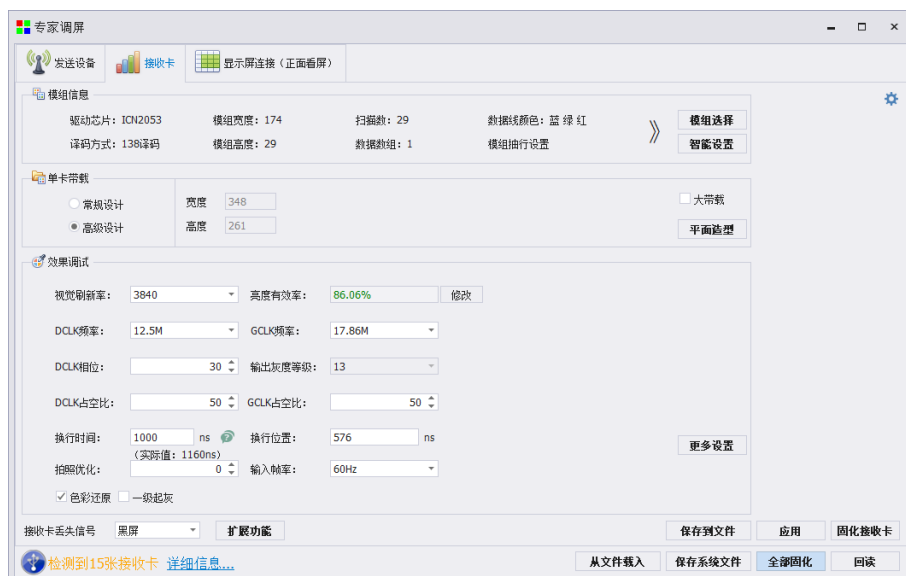 专家调屏
发送设备 接收卡 显示屏连接（正面看屏）
模组信息
驱动芯片：ICN2053 模组宽度：174 扫描数：29 数据线颜色：蓝 绿 红 模组选择
译码方式：138译码 模组高度：29 数据数组：1 模组抽行设置 智能设置
单卡带载
常规设计 宽度 348 大带载
高级设计 高度 261 平面造型
效果调试
视觉刷新率： 3840 亮度有效率： 86.06% 修改
DCLK频率： 12.5M GCLK频率： 17.86M
DCLK相位： 30 输出灰度等级： 13
DCLK占空比： 50 GCLK占空比： 50
换行时间： 1000 ns 换行位置： 576 ns 更多设置
（实际值：1160ns）
拍照优化： 0 输入帧率： 60Hz
色彩还原 一级起灰
接收卡丢失信号 黑屏 扩展功能 保存到文件 应用 固化接收卡
检测到15张接收卡 详细信息... 从文件载入 保存系统文件 全部固化 回读